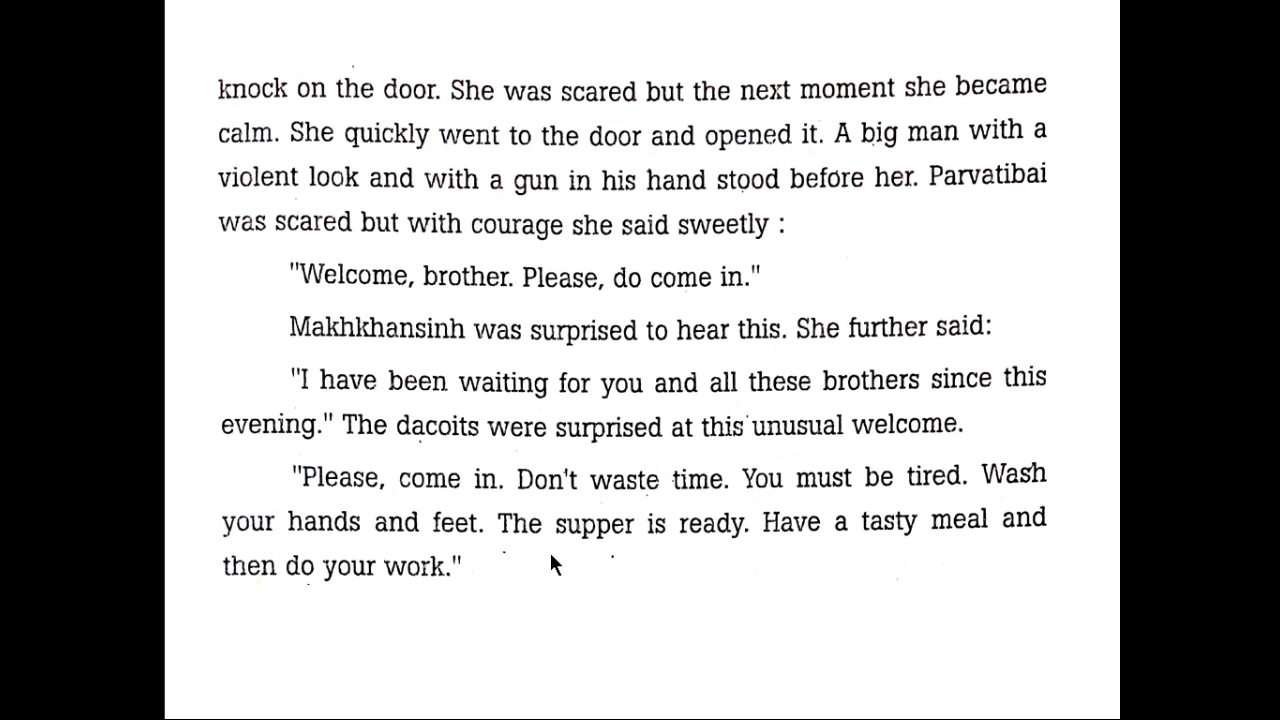 knock on the door. She was scared but the next moment she became
calm. She quickly went to the door and opened it. A big man with a
violent look and with a gun in his hand stood before her. Parvatibai
was scared but with courage she said sweetly :
"Welcome, brother. Please, do come in."
Makhkhansinh was surprised to hear this. She further said:
"I have been waiting for you and all these brothers since this
evening." The dacoits were surprised at this unusual welcome.
"Please, come in. Don't waste time. You must be tired. Wash
your hands and feet. The supper is ready. Have a tasty meal and
then do your work."